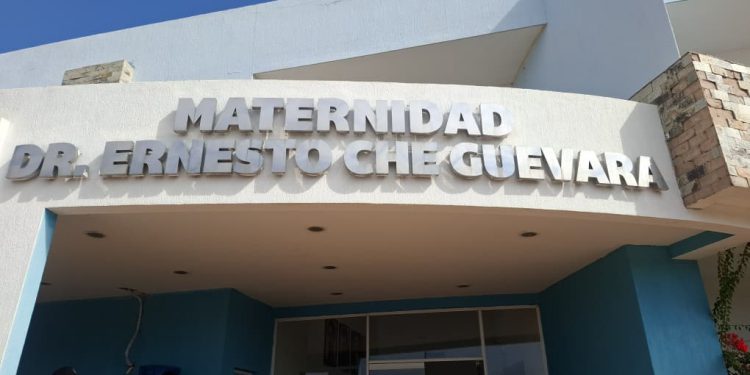 MATERNIDAD
DR. ERNESTO CHE GUEVARA